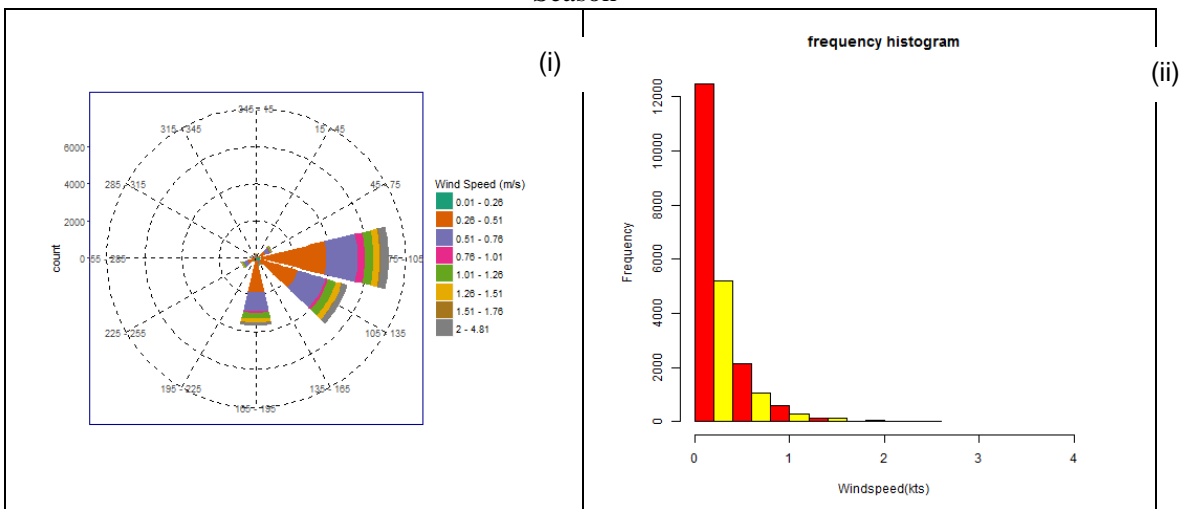 Season
(i)
345 - 15
315 - 345
15 - 45
6000
285 - 315
45 - 75
4000
2000
count
0
255 - 285
75 - 105
225 - 255
105 - 135
195 - 225
135 - 165
165 - 195
Wind Speed (m/s)
0.01 - 0.26
0.26 - 0.51
0.51 - 0.76
0.76 - 1.01
1.01 - 1.26
1.26 - 1.51
1.51 - 1.76
2 - 4.81
frequency histogram
(ii)
Frequency
12000
10000
8000
6000
4000
2000
0
0 1 2 3 4
Windspeed(kts)